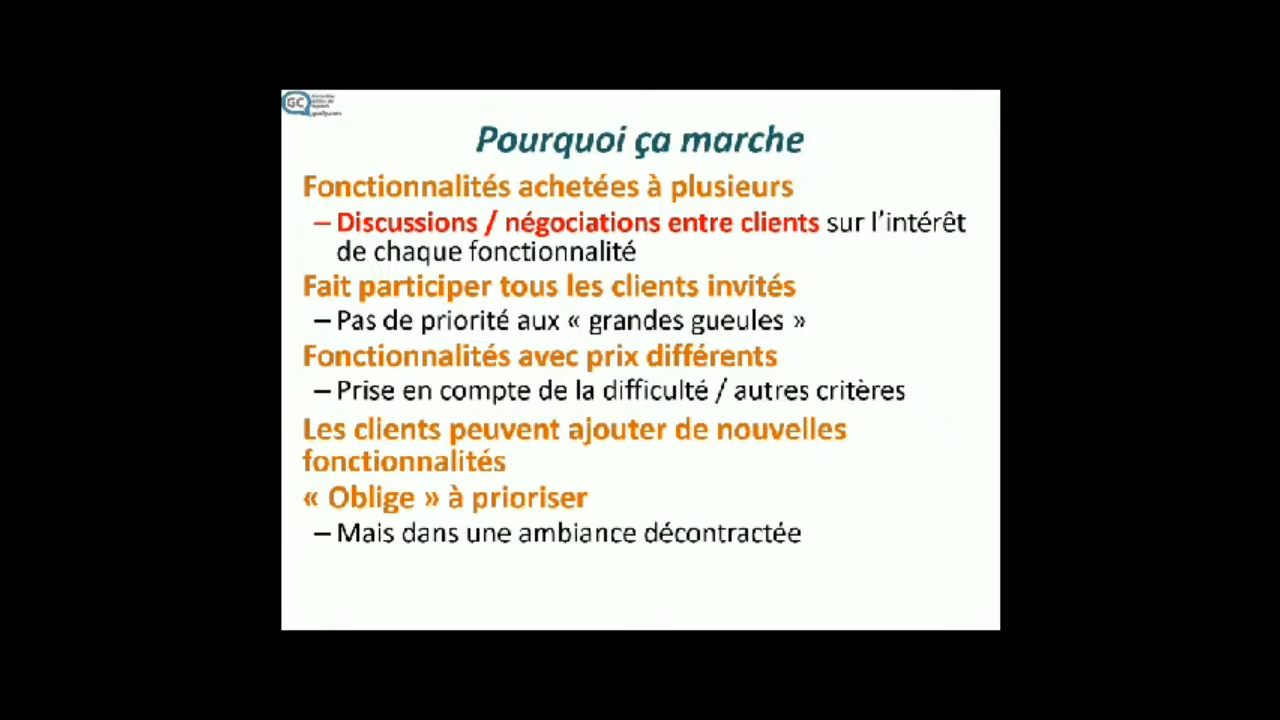 GC
Pourquoi ça marche
Fonctionnalités achetées à plusieurs
– Discussions / négociations entre clients sur l’intérêt
de chaque fonctionnalité
Fait participer tous les clients invités
– Pas de priorité aux « grandes gueules »
Fonctionnalités avec prix différents
– Prise en compte de la difficulté / autres critères
Les clients peuvent ajouter de nouvelles
fonctionnalités
« Oblige » à prioriser
– Mais dans une ambiance décontractée